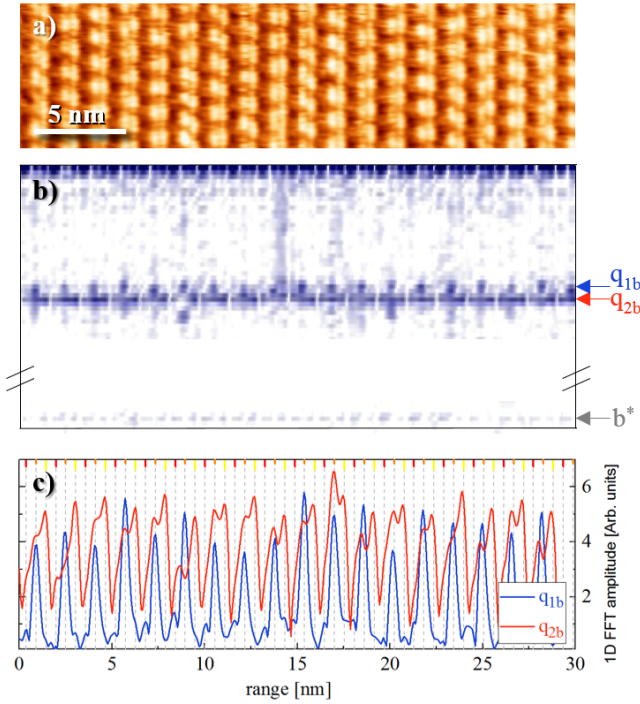 a)
5 nm
b)
q1b
q2b
b*
c)
6
4
2
1D FFT amplitude [Arb. units]
q1b
q2b
0 5 10 15 20 25 30
range [nm]